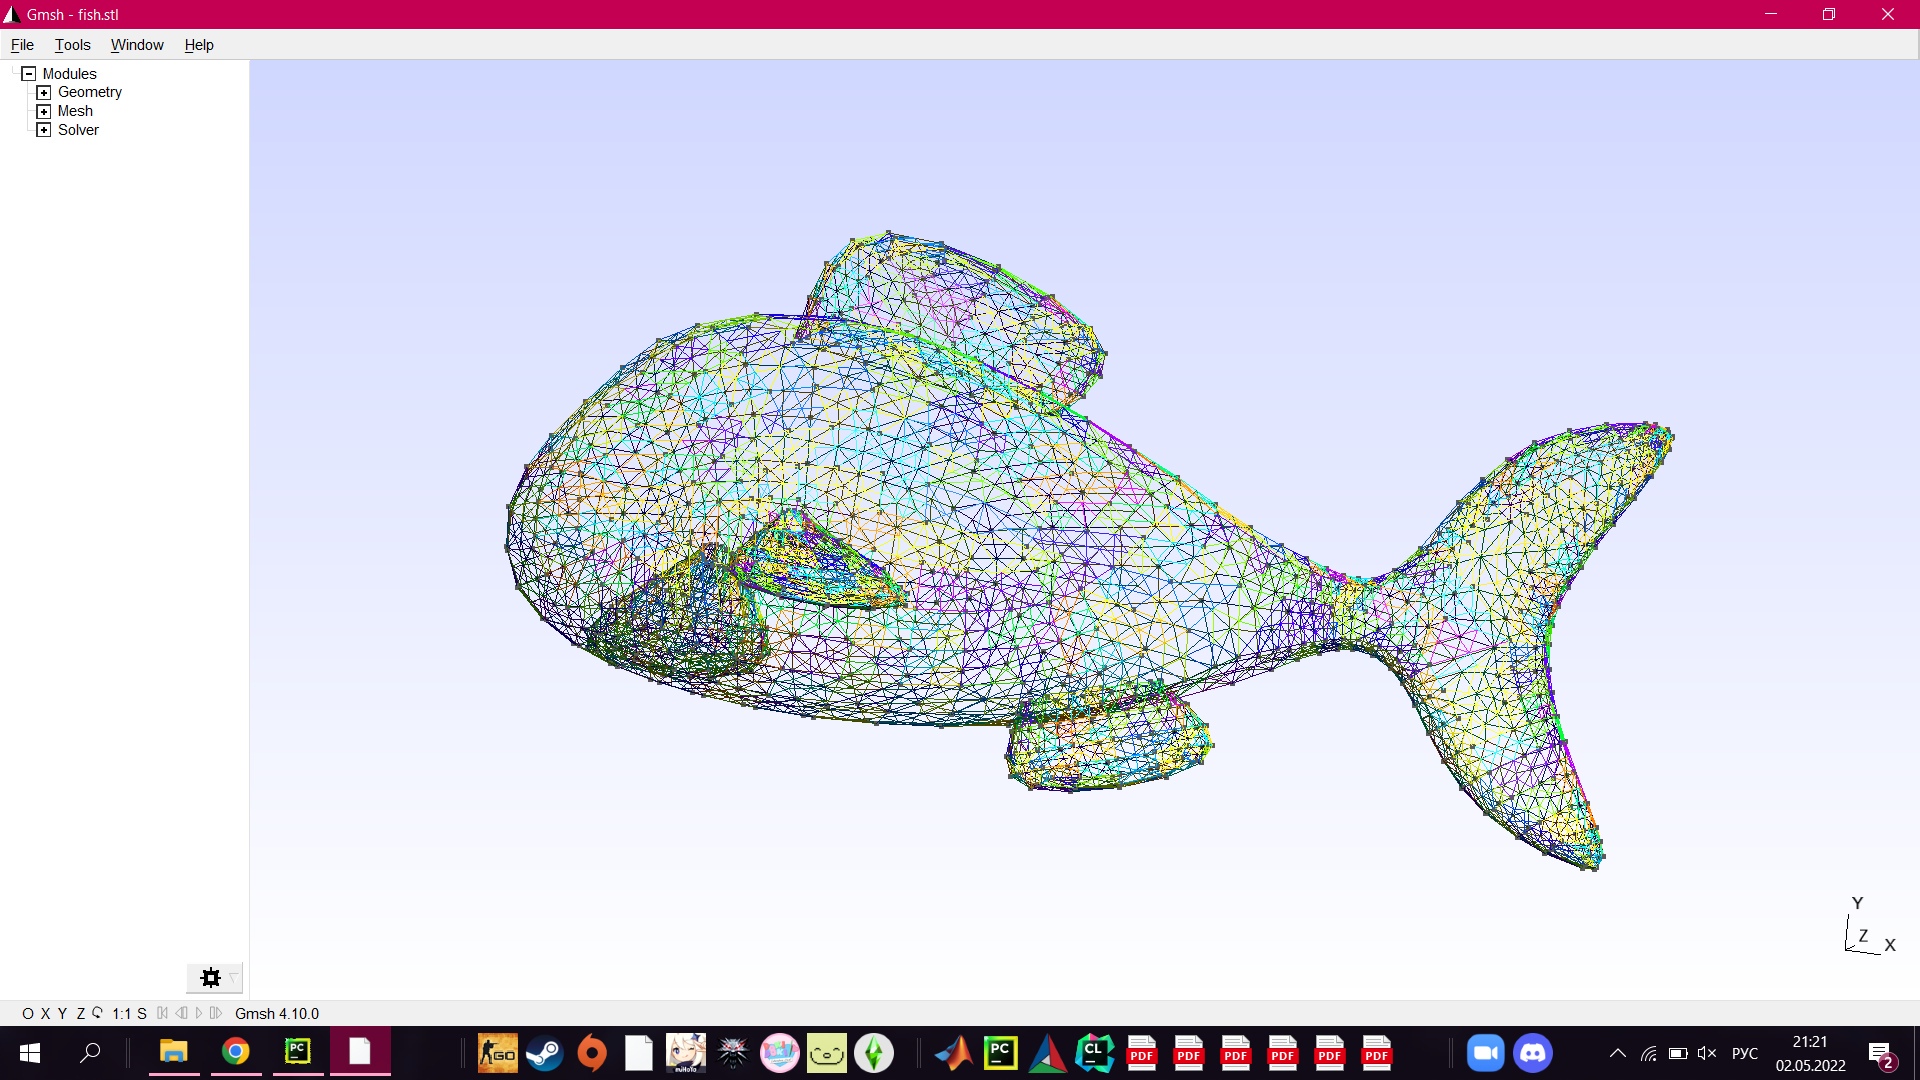 Gmsh - fish.stl
File Tools Window Help
Modules
Geometry
Mesh
Solver
Y
Z
X
O X Y Z 1:1 S Gmsh 4.10.0
PC
GO
miHoYo
PC
CL
PDF
PDF
PDF
PDF
PDF
PDF
РУС
21:21
02.05.2022
2